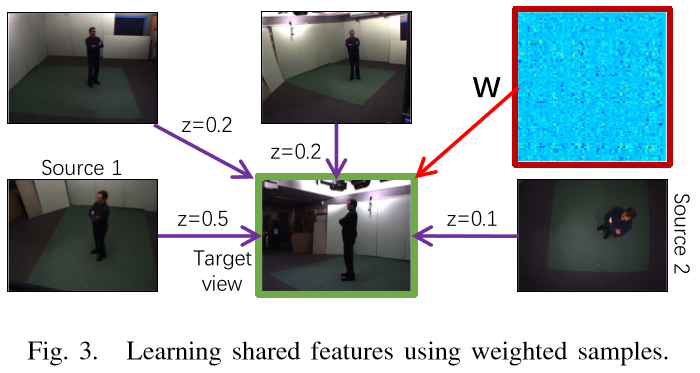 W
z=0.2
z=0.2
Source 1
z=0.5
z=0.1
Target
view
Source 2
Fig. 3. Learning shared features using weighted samples.